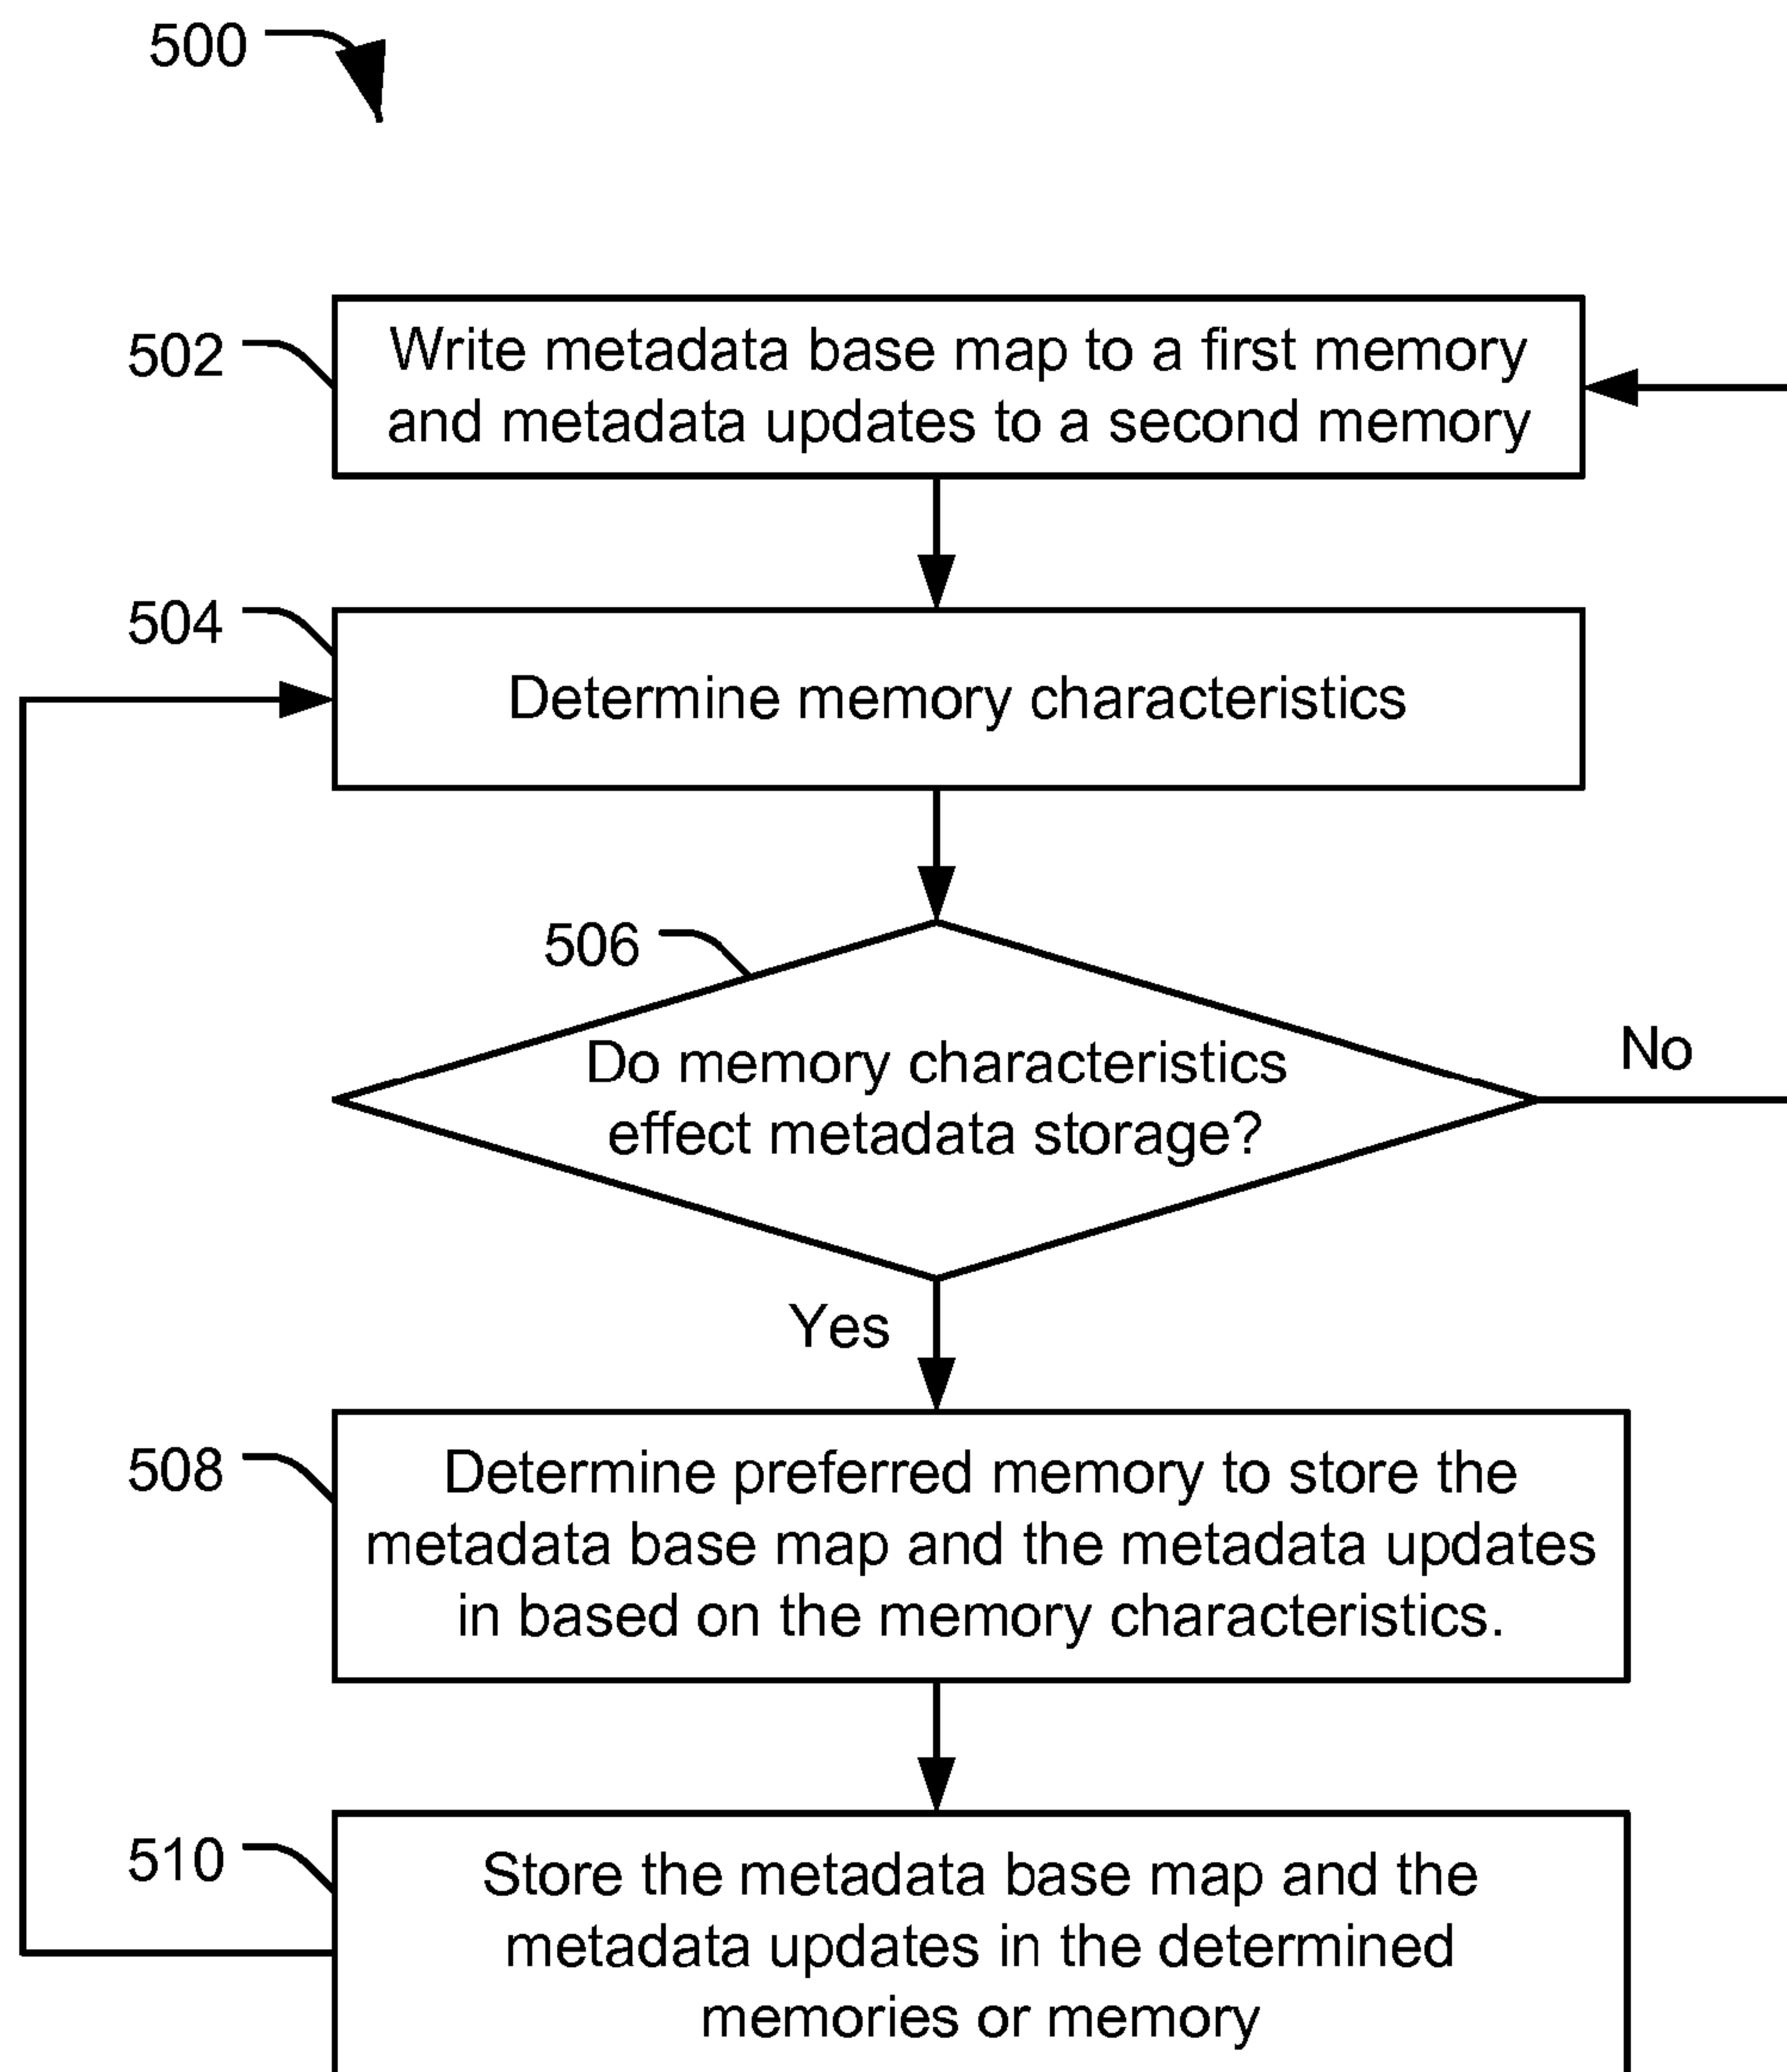 500
502
Write metadata base map to a first memory
and metadata updates to a second memory
504
Determine memory characteristics
506
Do memory characteristics
effect metadata storage?
No
Yes
508
Determine preferred memory to store the
metadata base map and the metadata updates
in based on the memory characteristics.
510
Store the metadata base map and the
metadata updates in the determined
memories or memory